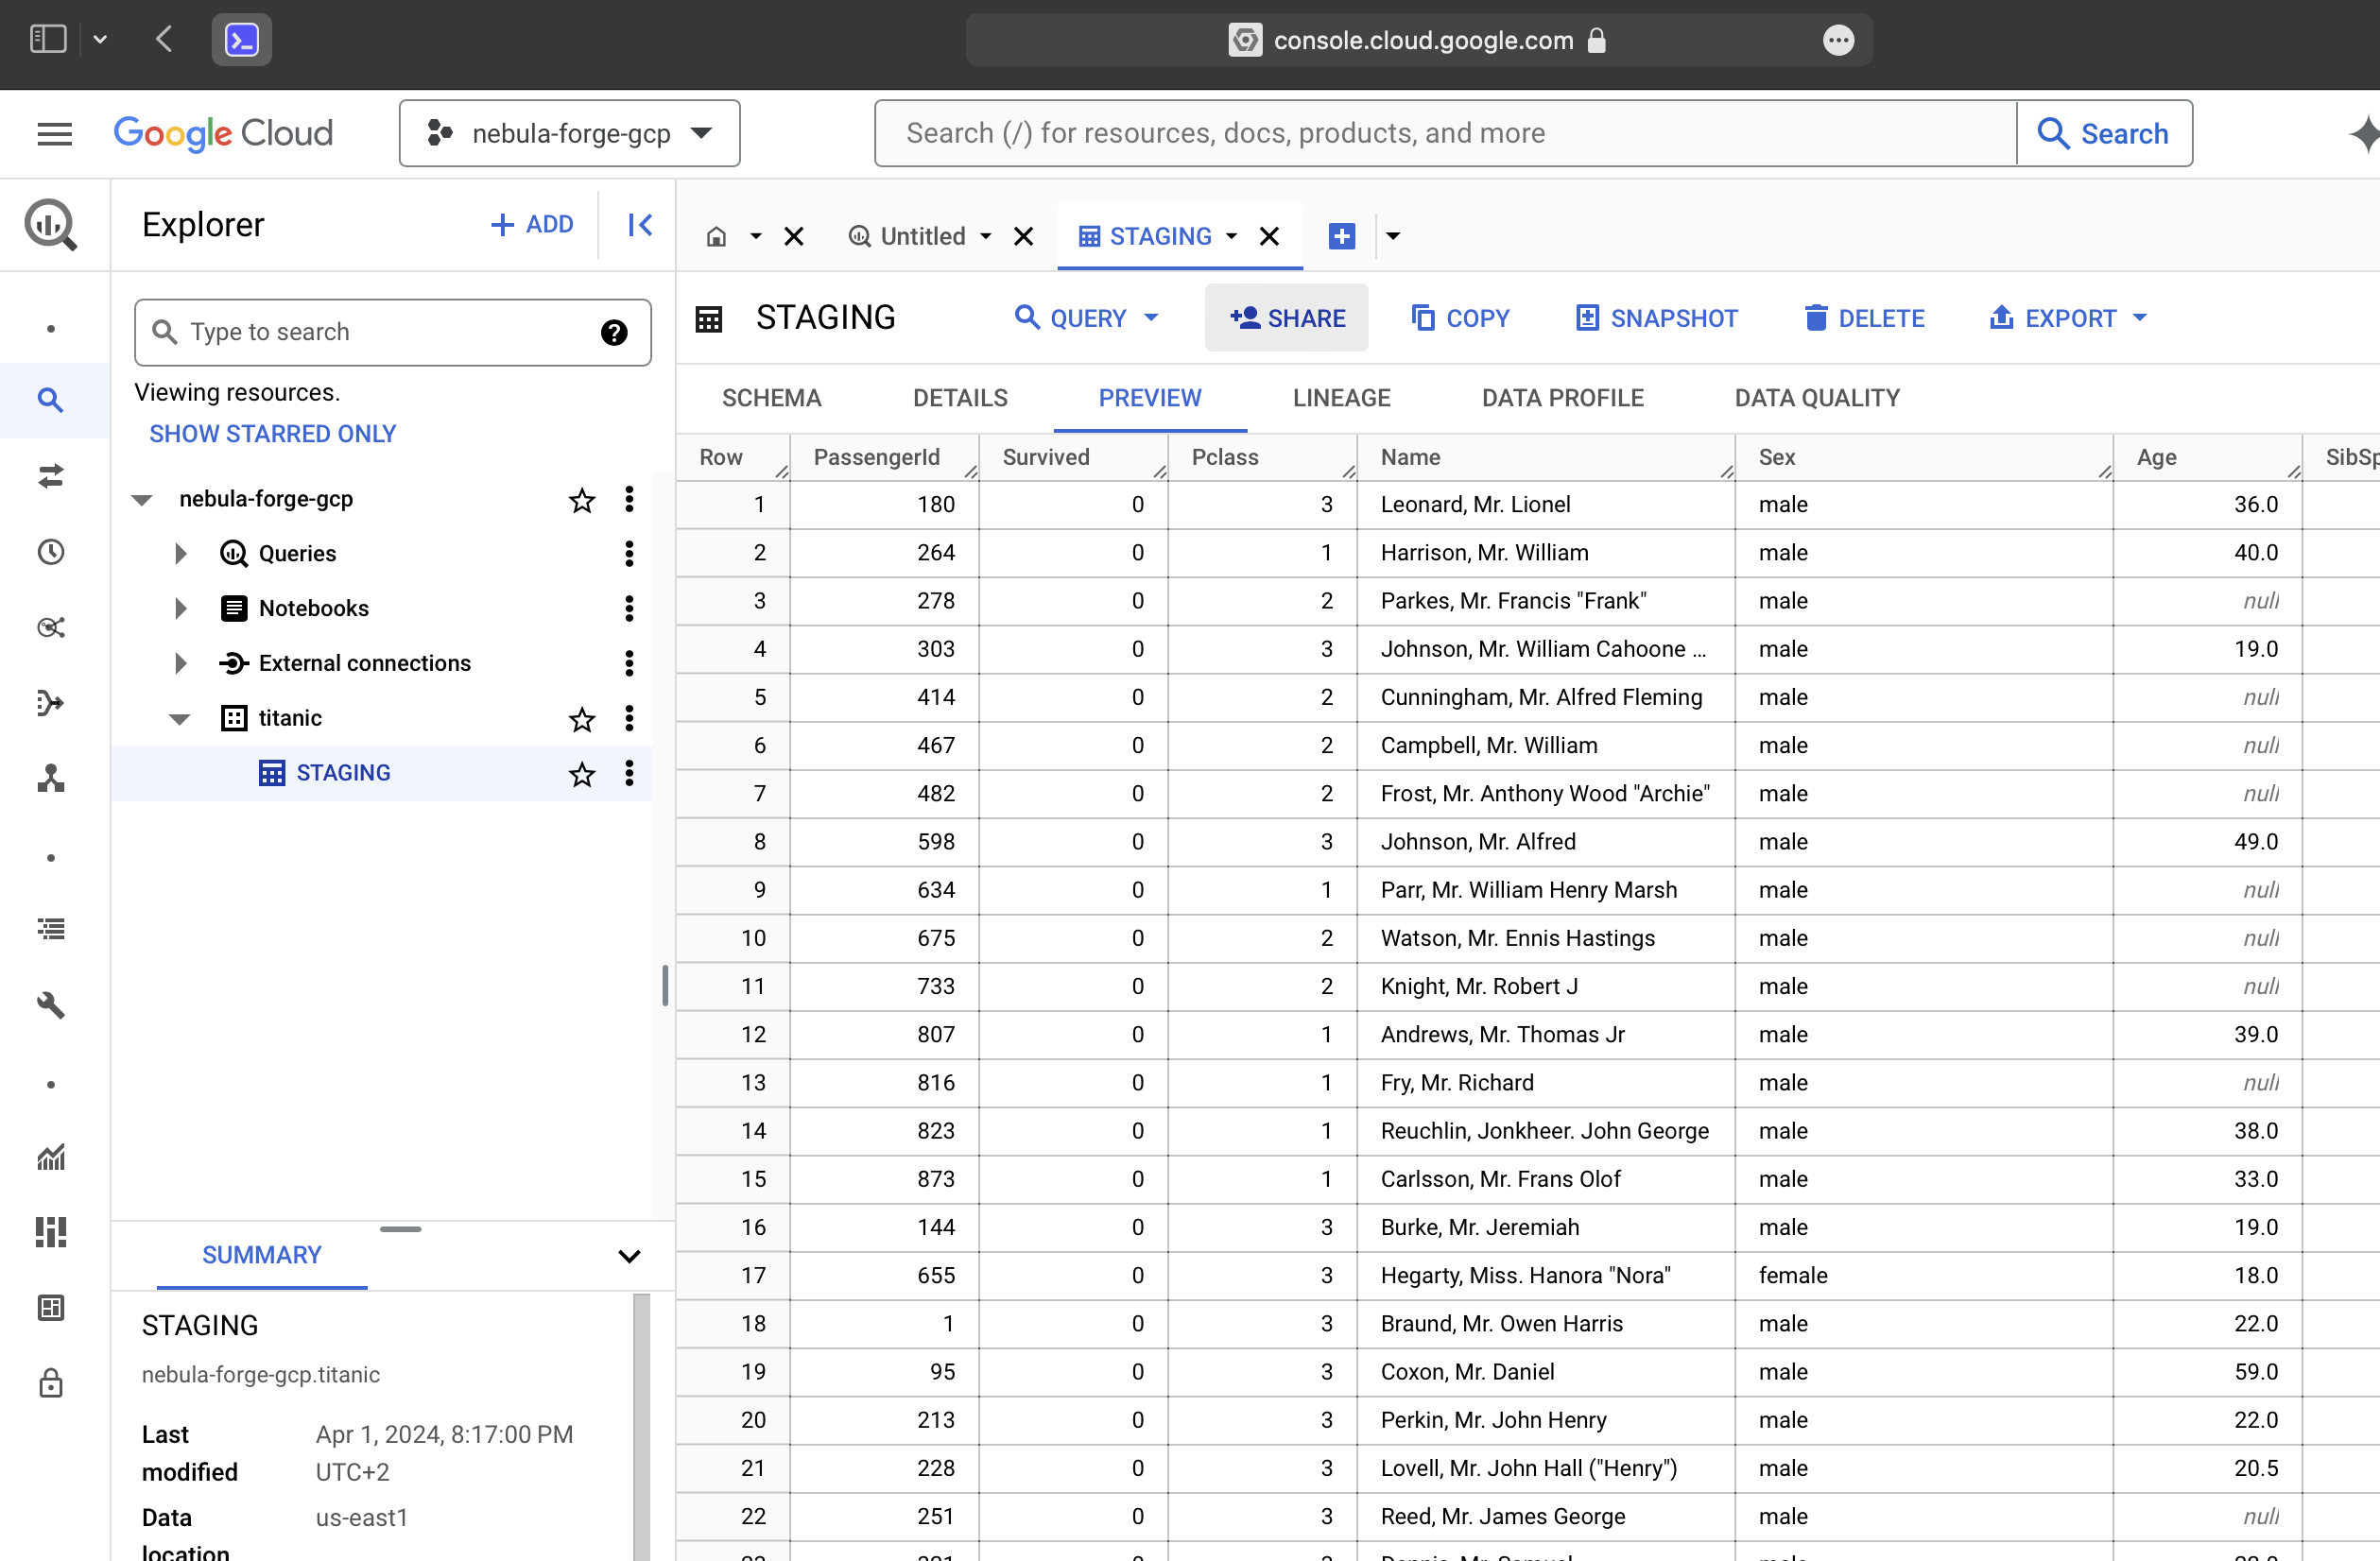 console.cloud.google.com
Google Cloud
nebula-forge-gcp
Search (/) for resources, docs, products, and more
Search
Explorer
ADD
Untitled
STAGING
Type to search
Viewing resources.
SHOW STARRED ONLY
nebula-forge-gcp
Queries
Notebooks
External connections
titanic
STAGING
SUMMARY
STAGING
nebula-forge-gcp.titanic
Last modified Apr 1, 2024, 8:17:00 PM UTC+2
Data location us-east1
STAGING QUERY SHARE COPY SNAPSHOT DELETE EXPORT
SCHEMA DETAILS PREVIEW LINEAGE DATA PROFILE DATA QUALITY
Row PassengerId Survived Pclass Name Sex Age SibSp
1 180 0 3 Leonard, Mr. Lionel male 36.0
2 264 0 1 Harrison, Mr. William male 40.0
3 278 0 2 Parkes, Mr. Francis "Frank" male null
4 303 0 3 Johnson, Mr. William Cahoone ... male 19.0
5 414 0 2 Cunningham, Mr. Alfred Fleming male null
6 467 0 2 Campbell, Mr. William male null
7 482 0 2 Frost, Mr. Anthony Wood "Archie" male null
8 598 0 3 Johnson, Mr. Alfred male 49.0
9 634 0 1 Parr, Mr. William Henry Marsh male null
10 675 0 2 Watson, Mr. Ennis Hastings male null
11 733 0 2 Knight, Mr. Robert J male null
12 807 0 1 Andrews, Mr. Thomas Jr male 39.0
13 816 0 1 Fry, Mr. Richard male null
14 823 0 1 Reuchlin, Jonkheer. John George male 38.0
15 873 0 1 Carlsson, Mr. Frans Olof male 33.0
16 144 0 3 Burke, Mr. Jeremiah male 19.0
17 655 0 3 Hegarty, Miss. Hanora "Nora" female 18.0
18 1 0 3 Braund, Mr. Owen Harris male 22.0
19 95 0 3 Coxon, Mr. Daniel male 59.0
20 213 0 3 Perkin, Mr. John Henry male 22.0
21 228 0 3 Lovell, Mr. John Hall ("Henry") male 20.5
22 251 0 3 Reed, Mr. James George male null